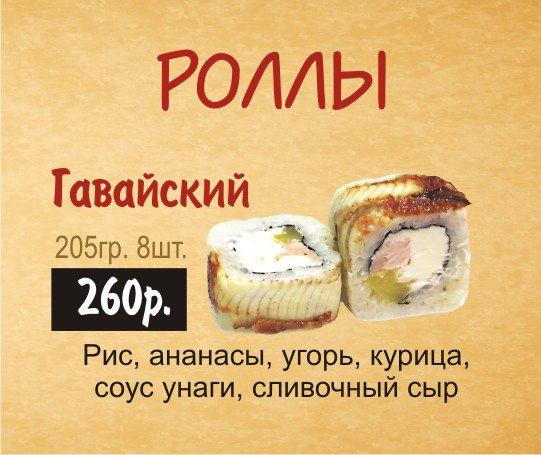 РОЛЛЫ
Гавайский
205гр. 8шт.
260р.
Рис, ананасы, угорь, курица,
соус унаги, сливочный сыр